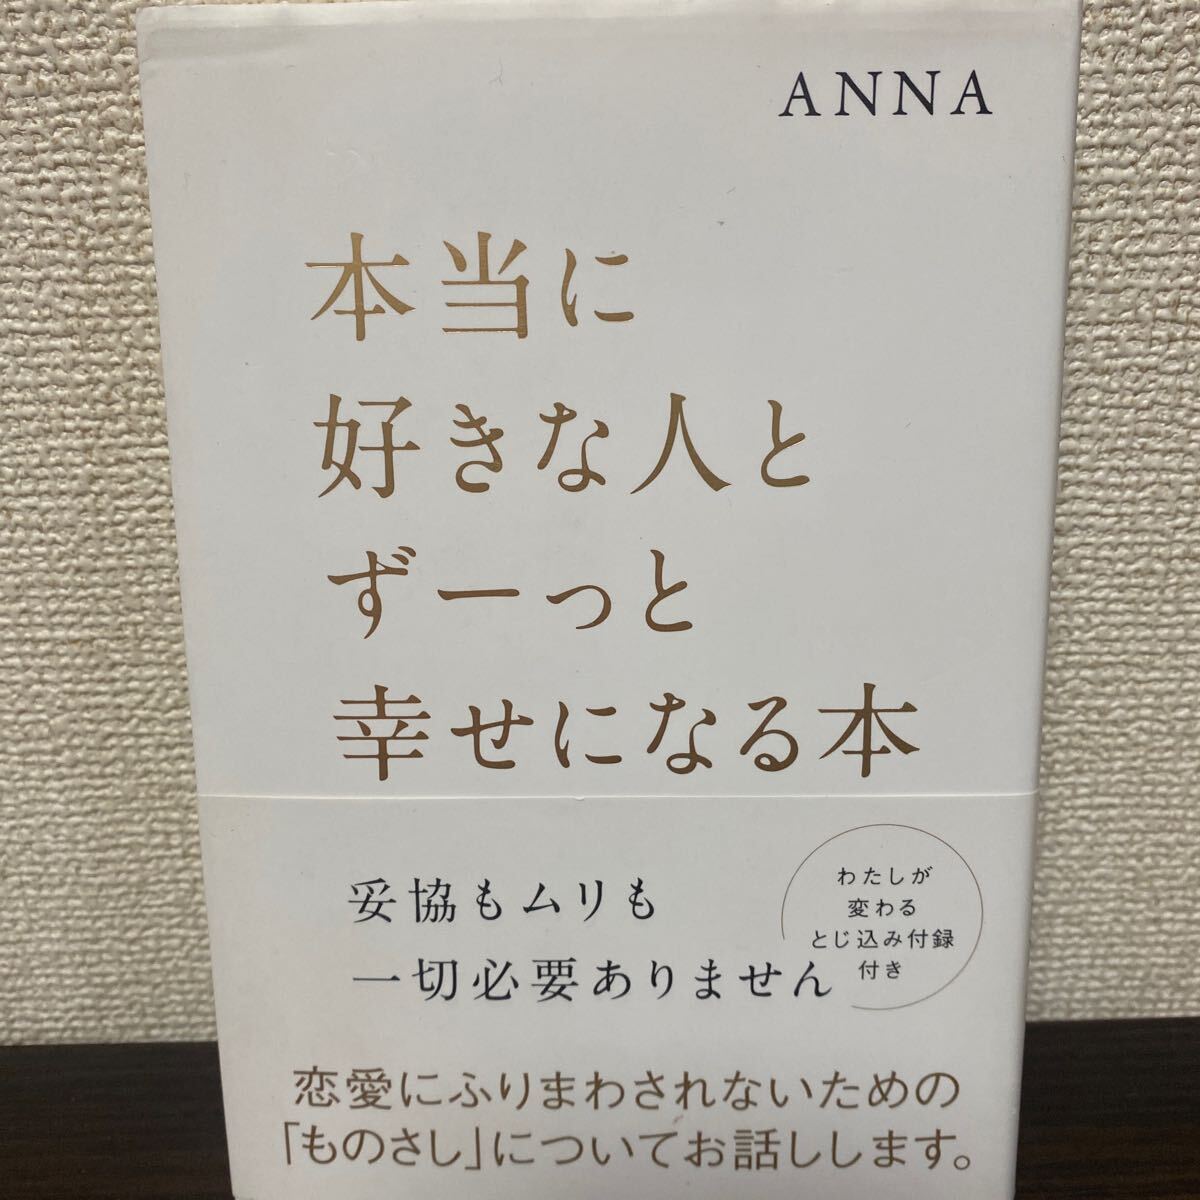 ANNA
本当に
好きな人と
ずーっと
幸せになる本
妥協もムリも
一切必要ありません
わたしが
変わる
とじ込み付録
付き
恋愛にふりまわされないための
「ものさし」についてお話しします。